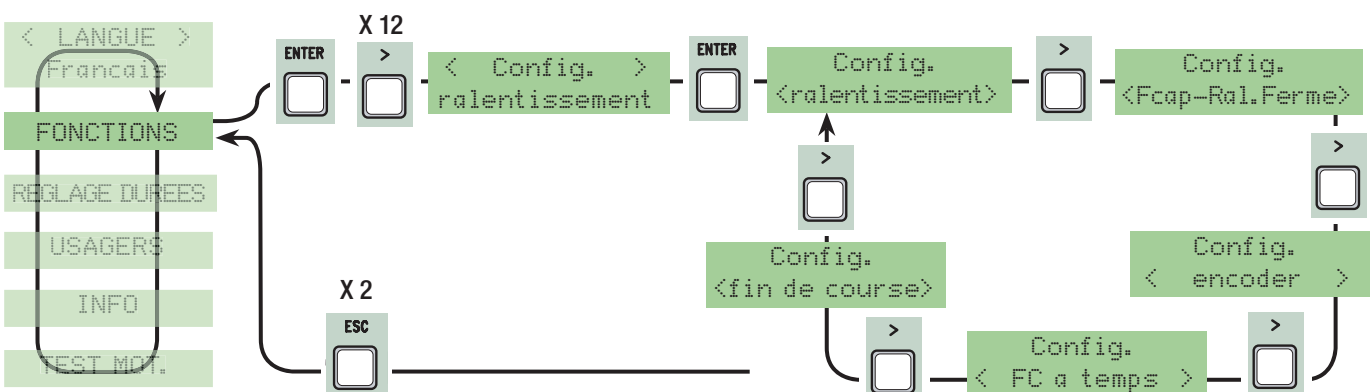 < LANGUE >
Francais
FONCTIONS
REGLAGE DUREES
USAGERS
INFO
TEST MOT.
ENTER
X 12
>
< Config. >
ralentissement
ENTER
Config.
<ralentissement>
>
Config.
<Fcap-Ral.Ferme>
>
Config.
< encoder >
>
Config.
< FC a temps >
>
Config.
<fin de course>
>
X 2
ESC